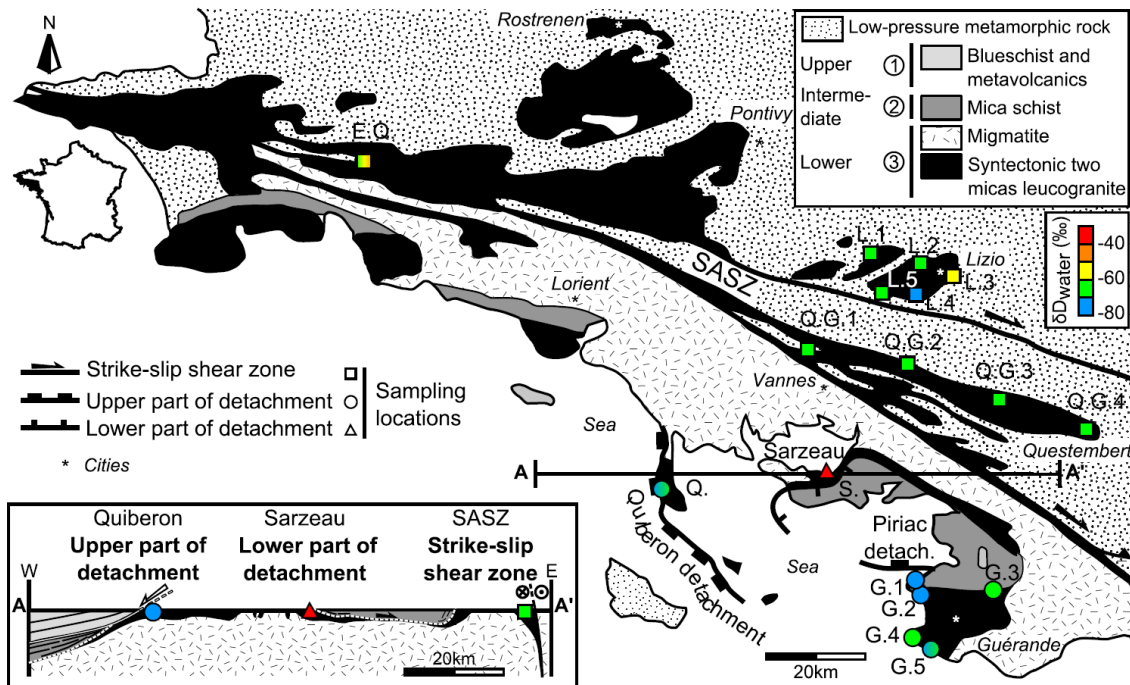 N
Rostrenen
Pontivy
E.Q.
Low-pressure metamorphic rock
Upper
1
Blueschist and
metavolcanics
Interme-
diate
2
Mica schist
Migmatite
Lower
3
Syntectonic two
micas leucogranite
δDwater (‰)
-40
-60
-80
L.1
L.2
Lizio
L.3
L.5
L.4
SASZ
Lorient
Q.G.1
Q.G.2
Q.G.3
Q.G.4
Vannes
Questembert
Strike-slip shear zone
Upper part of detachment
Lower part of detachment
Sampling
locations
* Cities
Sea
Sarzeau
A
A'
S.
Q.
Quiberon detachment
Piriac
detach.
Sea
G.1
G.2
G.3
G.4
G.5
Guérande
20km
Quiberon
Upper part of
detachment
Sarzeau
Lower part of
detachment
SASZ
Strike-slip
shear zone
W
E
A
A'
20km